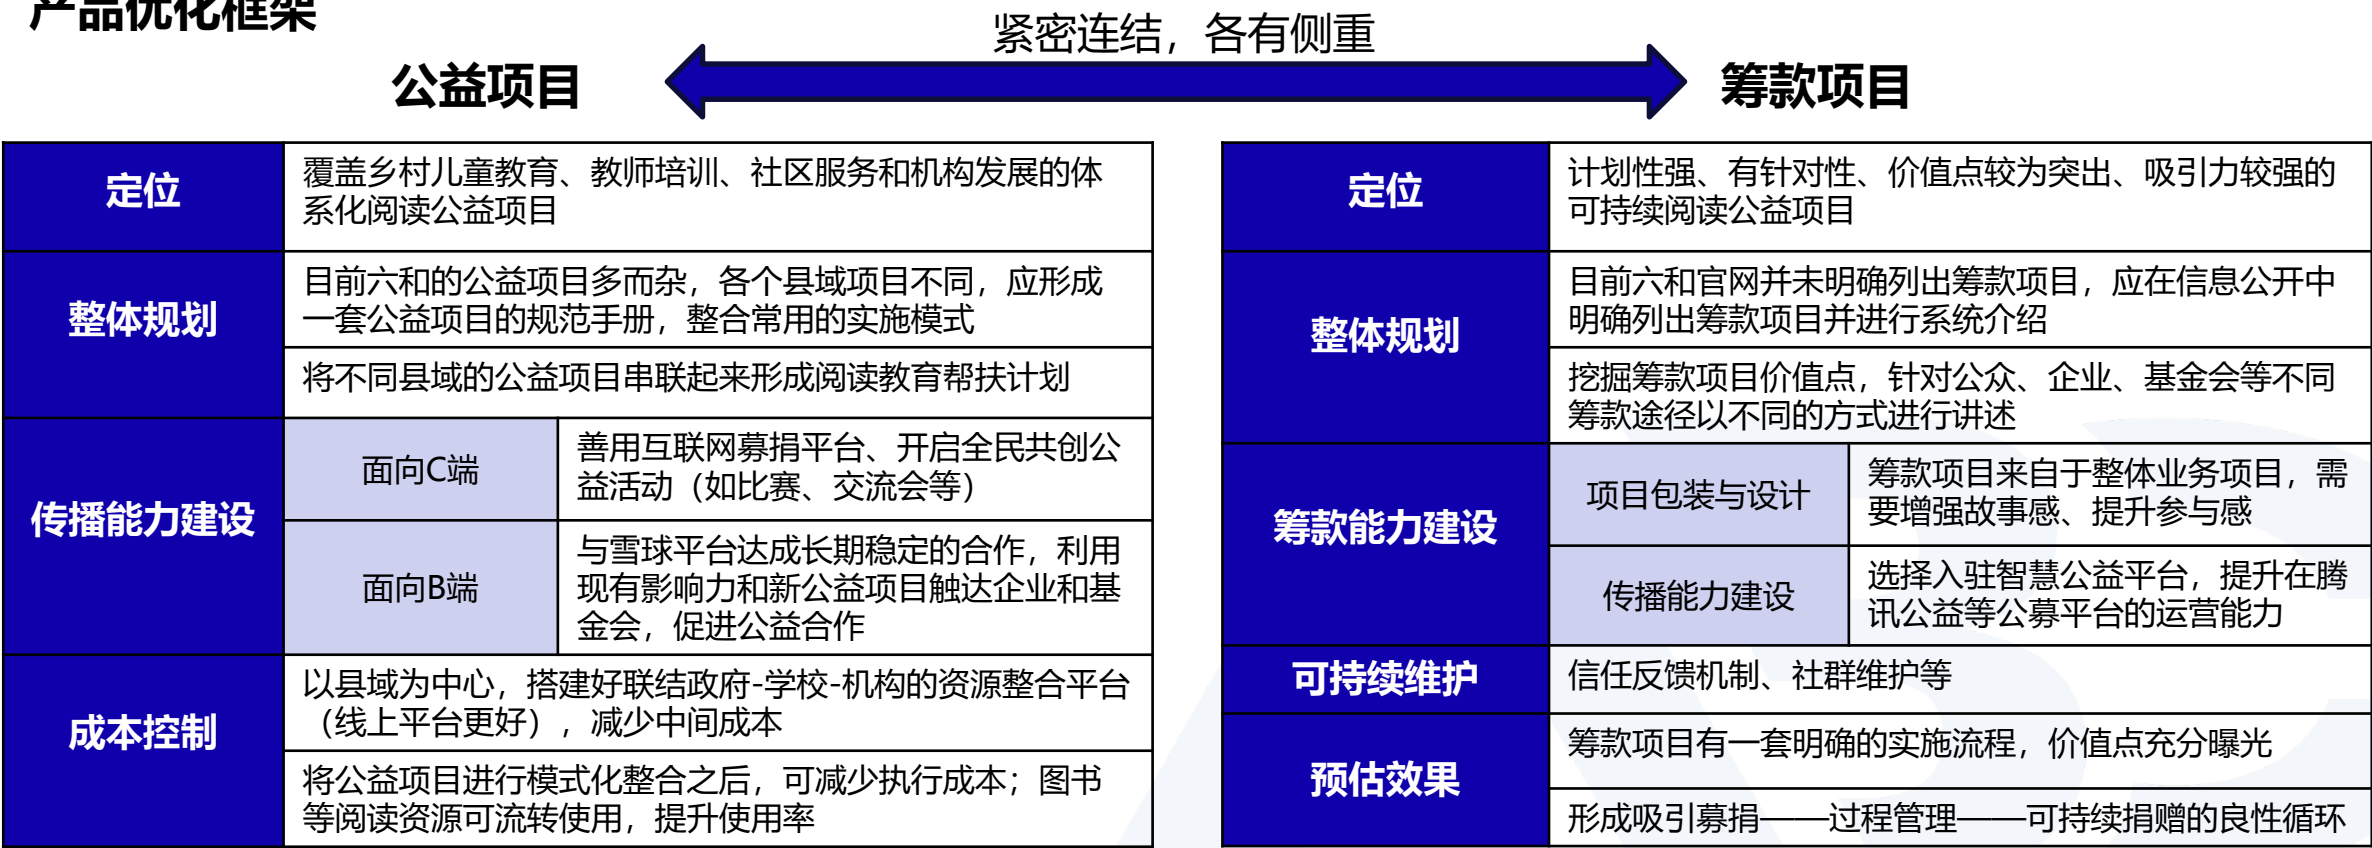 产品优化框架
紧密连结，各有侧重
公益项目
筹款项目
定位
覆盖乡村儿童教育、教师培训、社区服务和机构发展的体
系化阅读公益项目
整体规划
目前六和的公益项目多而杂，各个县域项目不同，应形成
一套公益项目的规范手册，整合常用的实施模式
将不同县域的公益项目串联起来形成阅读教育帮扶计划
传播能力建设
面向C端
善用互联网募捐平台、开启全民共创公
益活动（如比赛、交流会等）
面向B端
与雪球平台达成长期稳定的合作，利用
现有影响力和新公益项目触达企业和基
金会，促进公益合作
成本控制
以县域为中心，搭建好联结政府-学校-机构的资源整合平台
（线上平台更好），减少中间成本
将公益项目进行模式化整合之后，可减少执行成本；图书
等阅读资源可流转使用，提升使用率
定位
计划性强、有针对性、价值点较为突出、吸引力较强的
可持续阅读公益项目
整体规划
目前六和官网并未明确列出筹款项目，应在信息公开中
明确列出筹款项目并进行系统介绍
挖掘筹款项目价值点，针对公众、企业、基金会等不同
筹款途径以不同的方式进行讲述
筹款能力建设
项目包装与设计
筹款项目来自于整体业务项目，需
要增强故事感、提升参与感
传播能力建设
选择入驻智慧公益平台，提升在腾
讯公益等公募平台的运营能力
可持续维护
信任反馈机制、社群维护等
预估效果
筹款项目有一套明确的实施流程，价值点充分曝光
形成吸引募捐——过程管理——可持续捐赠的良性循环